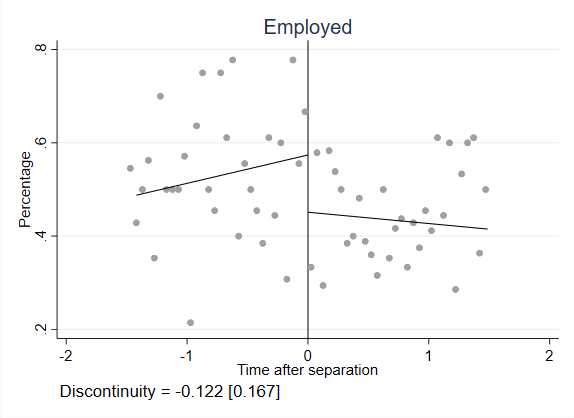 Employed
Percentage
.8
.6
.4
.2
-2
-1
0
1
2
Time after separation
Discontinuity = -0.122 [0.167]